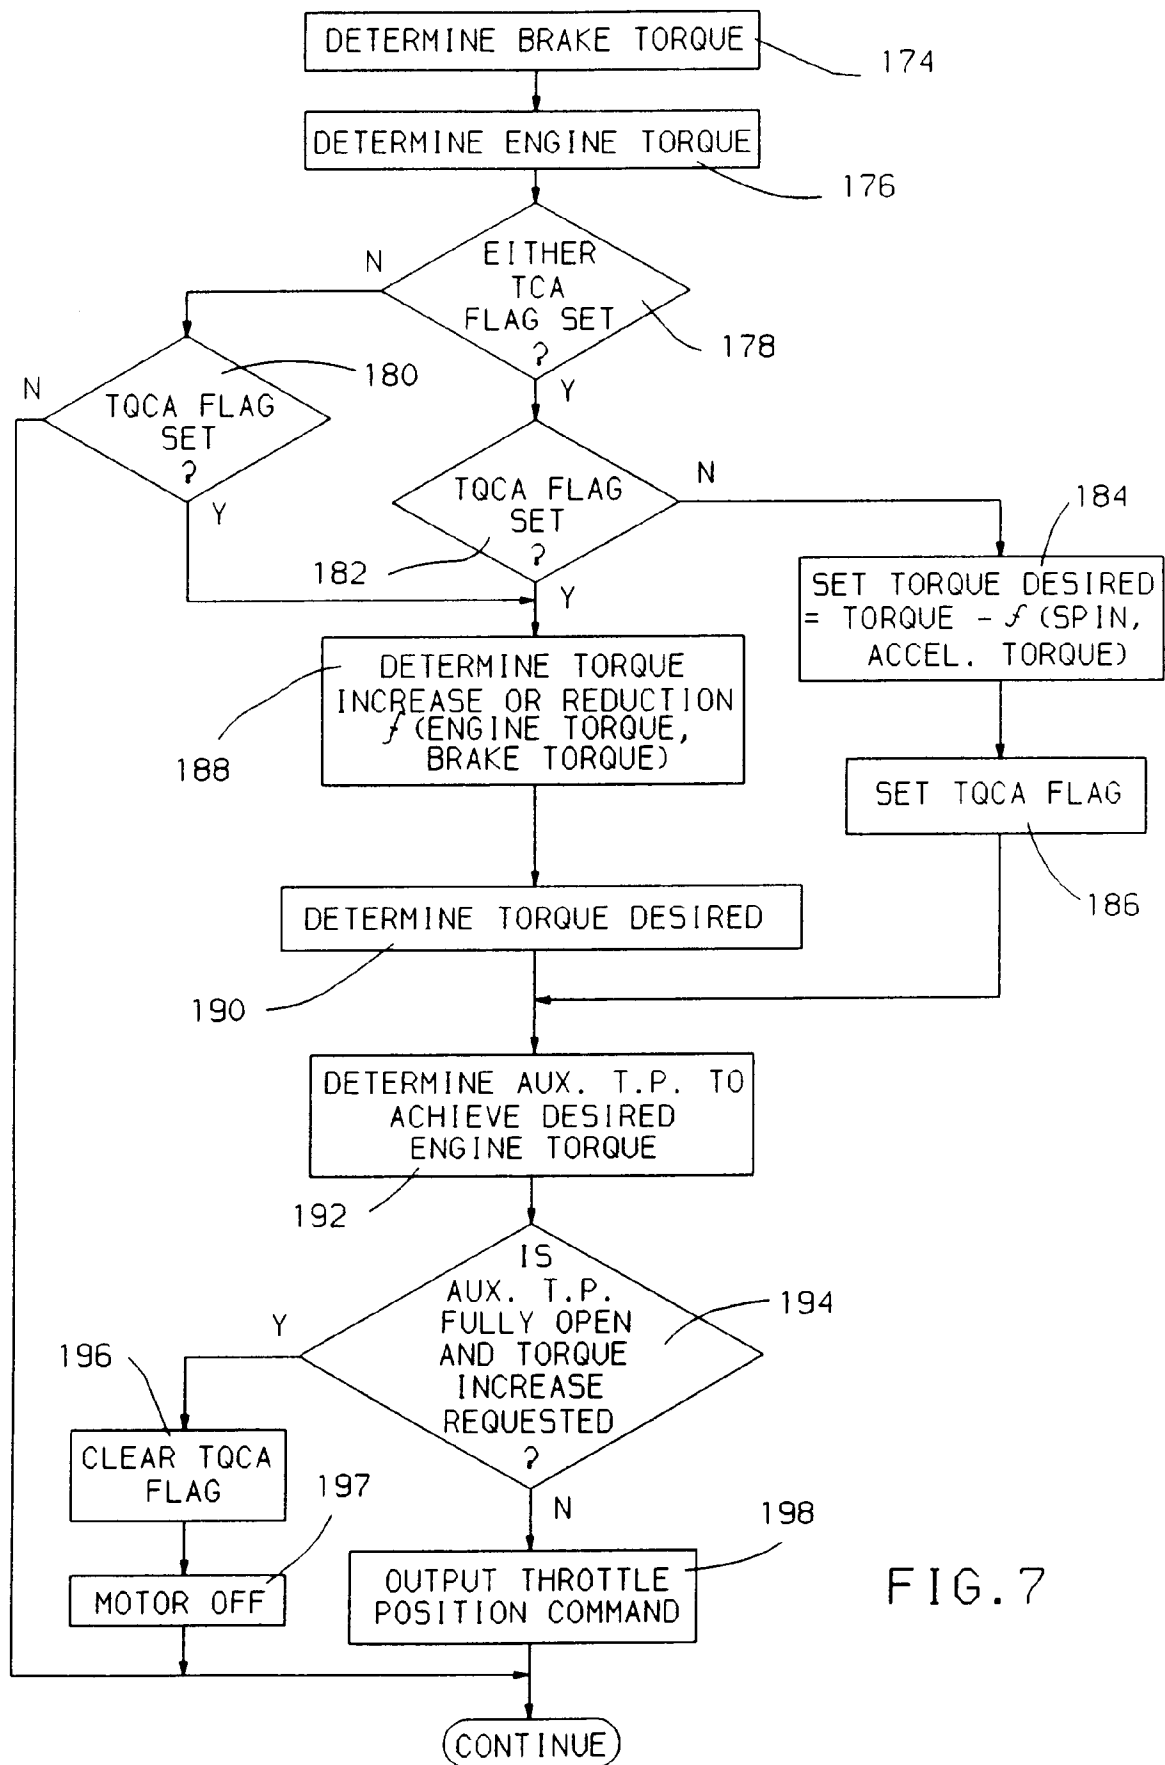 DETERMINE BRAKE TORQUE
174
DETERMINE ENGINE TORQUE
176
EITHER
TCA
FLAG SET
?
178
N
Y
180
TQCA FLAG
SET
?
N
Y
TQCA FLAG
SET
?
182
N
Y
184
SET TORQUE DESIRED
= TORQUE - f (SPIN,
ACCEL. TORQUE)
DETERMINE TORQUE
INCREASE OR REDUCTION
f (ENGINE TORQUE,
BRAKE TORQUE)
188
SET TQCA FLAG
186
DETERMINE TORQUE DESIRED
190
DETERMINE AUX. T.P. TO
ACHIEVE DESIRED
ENGINE TORQUE
192
IS
AUX. T.P.
FULLY OPEN
AND TORQUE
INCREASE
REQUESTED
?
194
Y
N
196
CLEAR TQCA
FLAG
197
MOTOR OFF
198
OUTPUT THROTTLE
POSITION COMMAND
FIG.7
CONTINUE